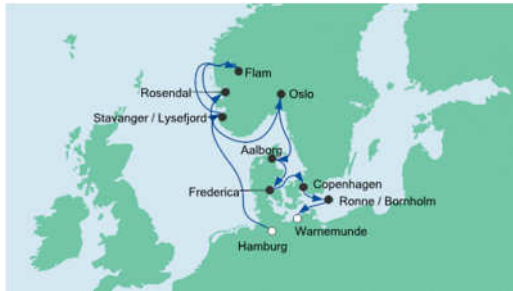 Flam
Rosendal
Oslo
Stavanger / Lysefjord
Aalborg
Copenhagen
Frederica
Ronne / Bornholm
Warnemunde
Hamburg